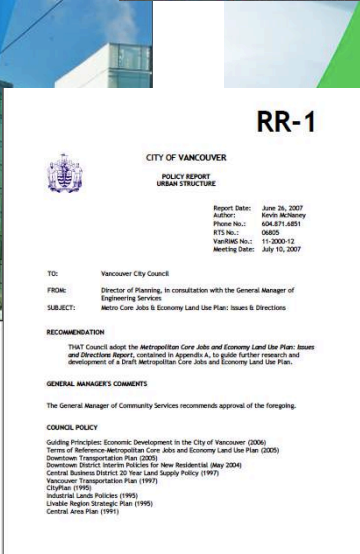 RR-1
CITY OF VANCOUVER
POLICY REPORT
URBAN STRUCTURE
Report Date: June 26, 2007
Author: Kevin McNaney
Phone No.: 604.871.6851
RTS No.: 06805
VanRIMS No.: 11-2000-12
Meeting Date: July 10, 2007
TO: Vancouver City Council
FROM: Director of Planning, in consultation with the General Manager of
Engineering Services
SUBJECT: Metro Core Jobs & Economy Land Use Plan: Issues & Directions
RECOMMENDATION
THAT Council adopt the Metropolitan Core Jobs and Economy Land Use Plan: Issues
and Directions Report, contained in Appendix A, to guide further research and
development of a Draft Metropolitan Core Jobs and Economy Land Use Plan.
GENERAL MANAGER'S COMMENTS
The General Manager of Community Services recommends approval of the foregoing.
COUNCIL POLICY
Guiding Principles: Economic Development in the City of Vancouver (2006)
Terms of Reference-Metropolitan Core Jobs and Economy Land Use Plan (2005)
Downtown Transportation Plan (2005)
Downtown District Interim Policies for New Residential (May 2004)
Central Business District 20 Year Land Supply Policy (1997)
Vancouver Transportation Plan (1997)
CityPlan (1995)
Industrial Lands Policies (1995)
Livable Region Strategic Plan (1995)
Central Area Plan (1991)